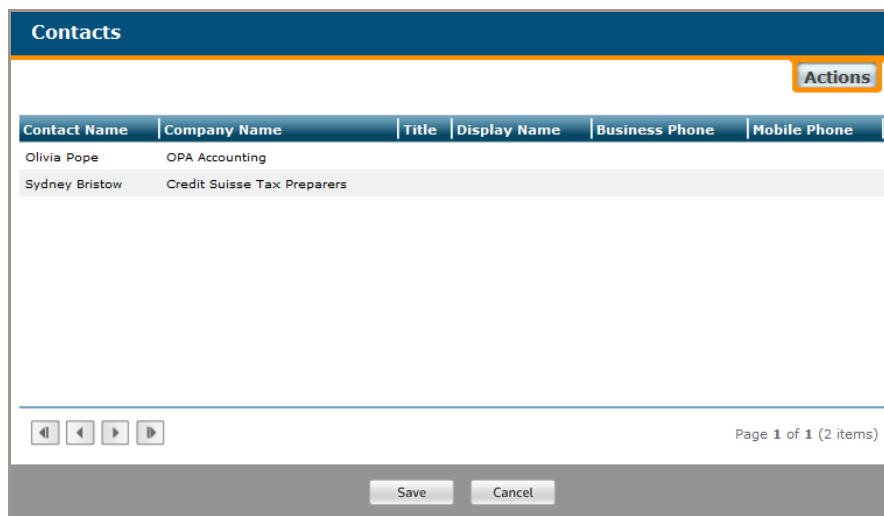 Contacts
Actions
Contact Name Company Name Title Display Name Business Phone Mobile Phone
Olivia Pope OPA Accounting
Sydney Bristow Credit Suisse Tax Preparers
Page 1 of 1 (2 items)
Save Cancel